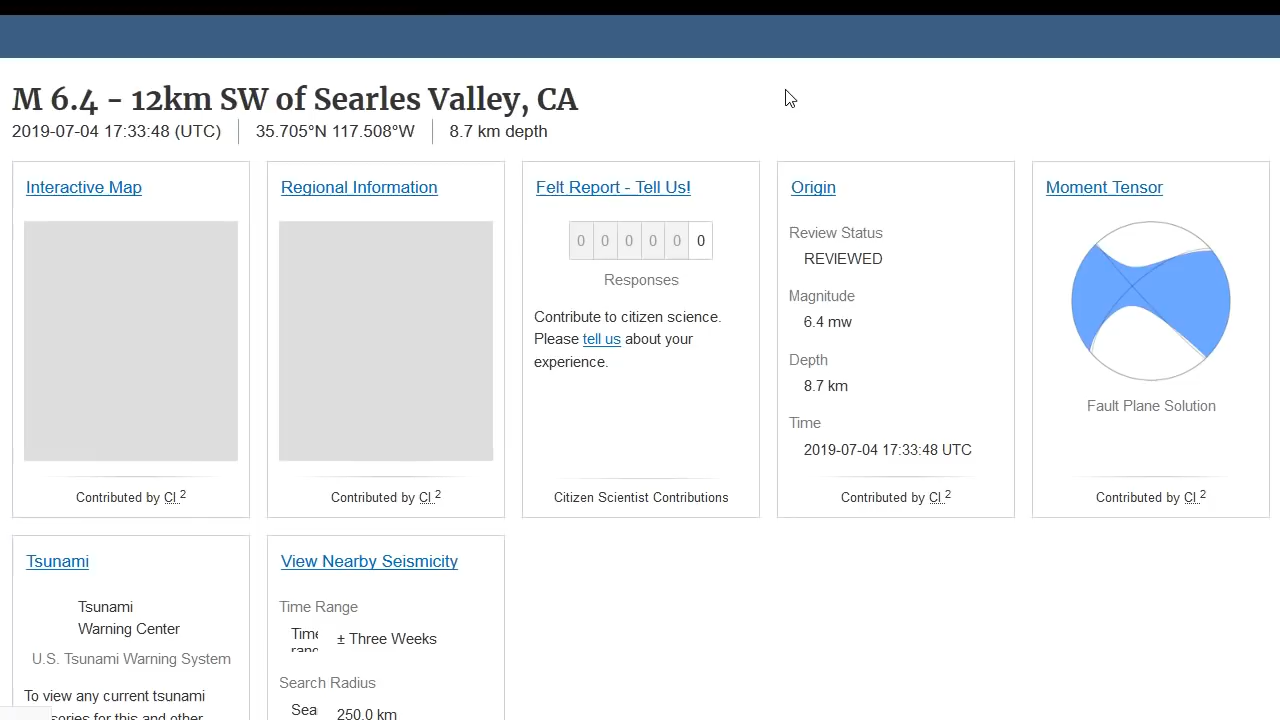 M 6.4 - 12km SW of Searles Valley, CA
2019-07-04 17:33:48 (UTC) 35.705°N 117.508°W 8.7 km depth
Interactive Map
Contributed by CI 2
Regional Information
Contributed by CI 2
Felt Report - Tell Us!
0 0 0 0 0 0
Responses
Contribute to citizen science.
Please tell us about your
experience.
Citizen Scientist Contributions
Origin
Review Status
REVIEWED
Magnitude
6.4 mw
Depth
8.7 km
Time
2019-07-04 17:33:48 UTC
Contributed by CI 2
Moment Tensor
Fault Plane Solution
Contributed by CI 2
Tsunami
Tsunami
Warning Center
U.S. Tsunami Warning System
To view any current tsunami
for this and other
View Nearby Seismicity
Time Range
± Three Weeks
Search Radius
250.0 km